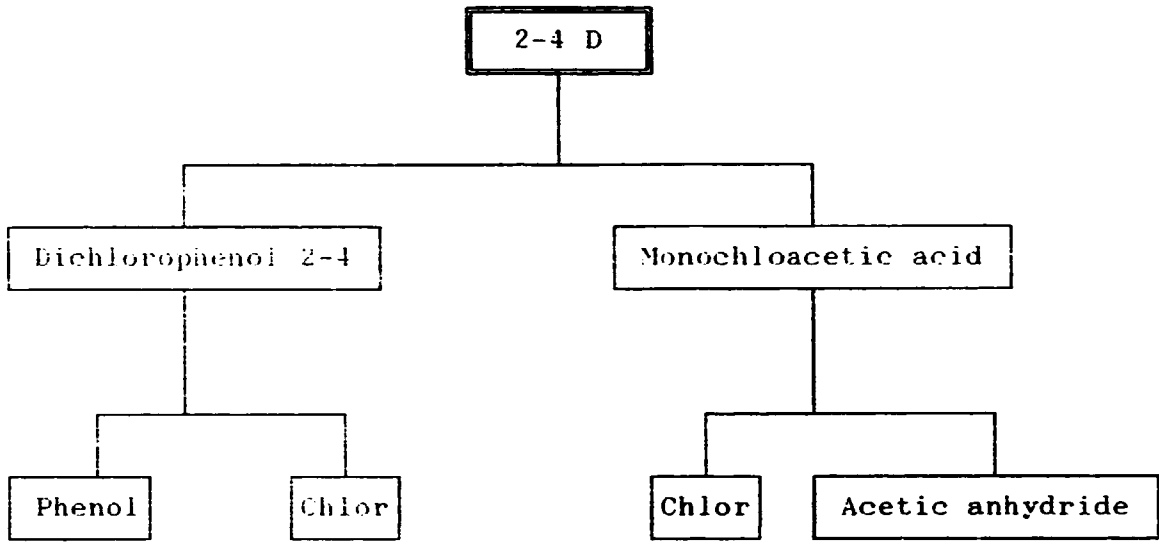 2-4 D
Dichlorophenol 2-4
Monochloacetic acid
Phenol
Chlor
Chlor
Acetic anhydride